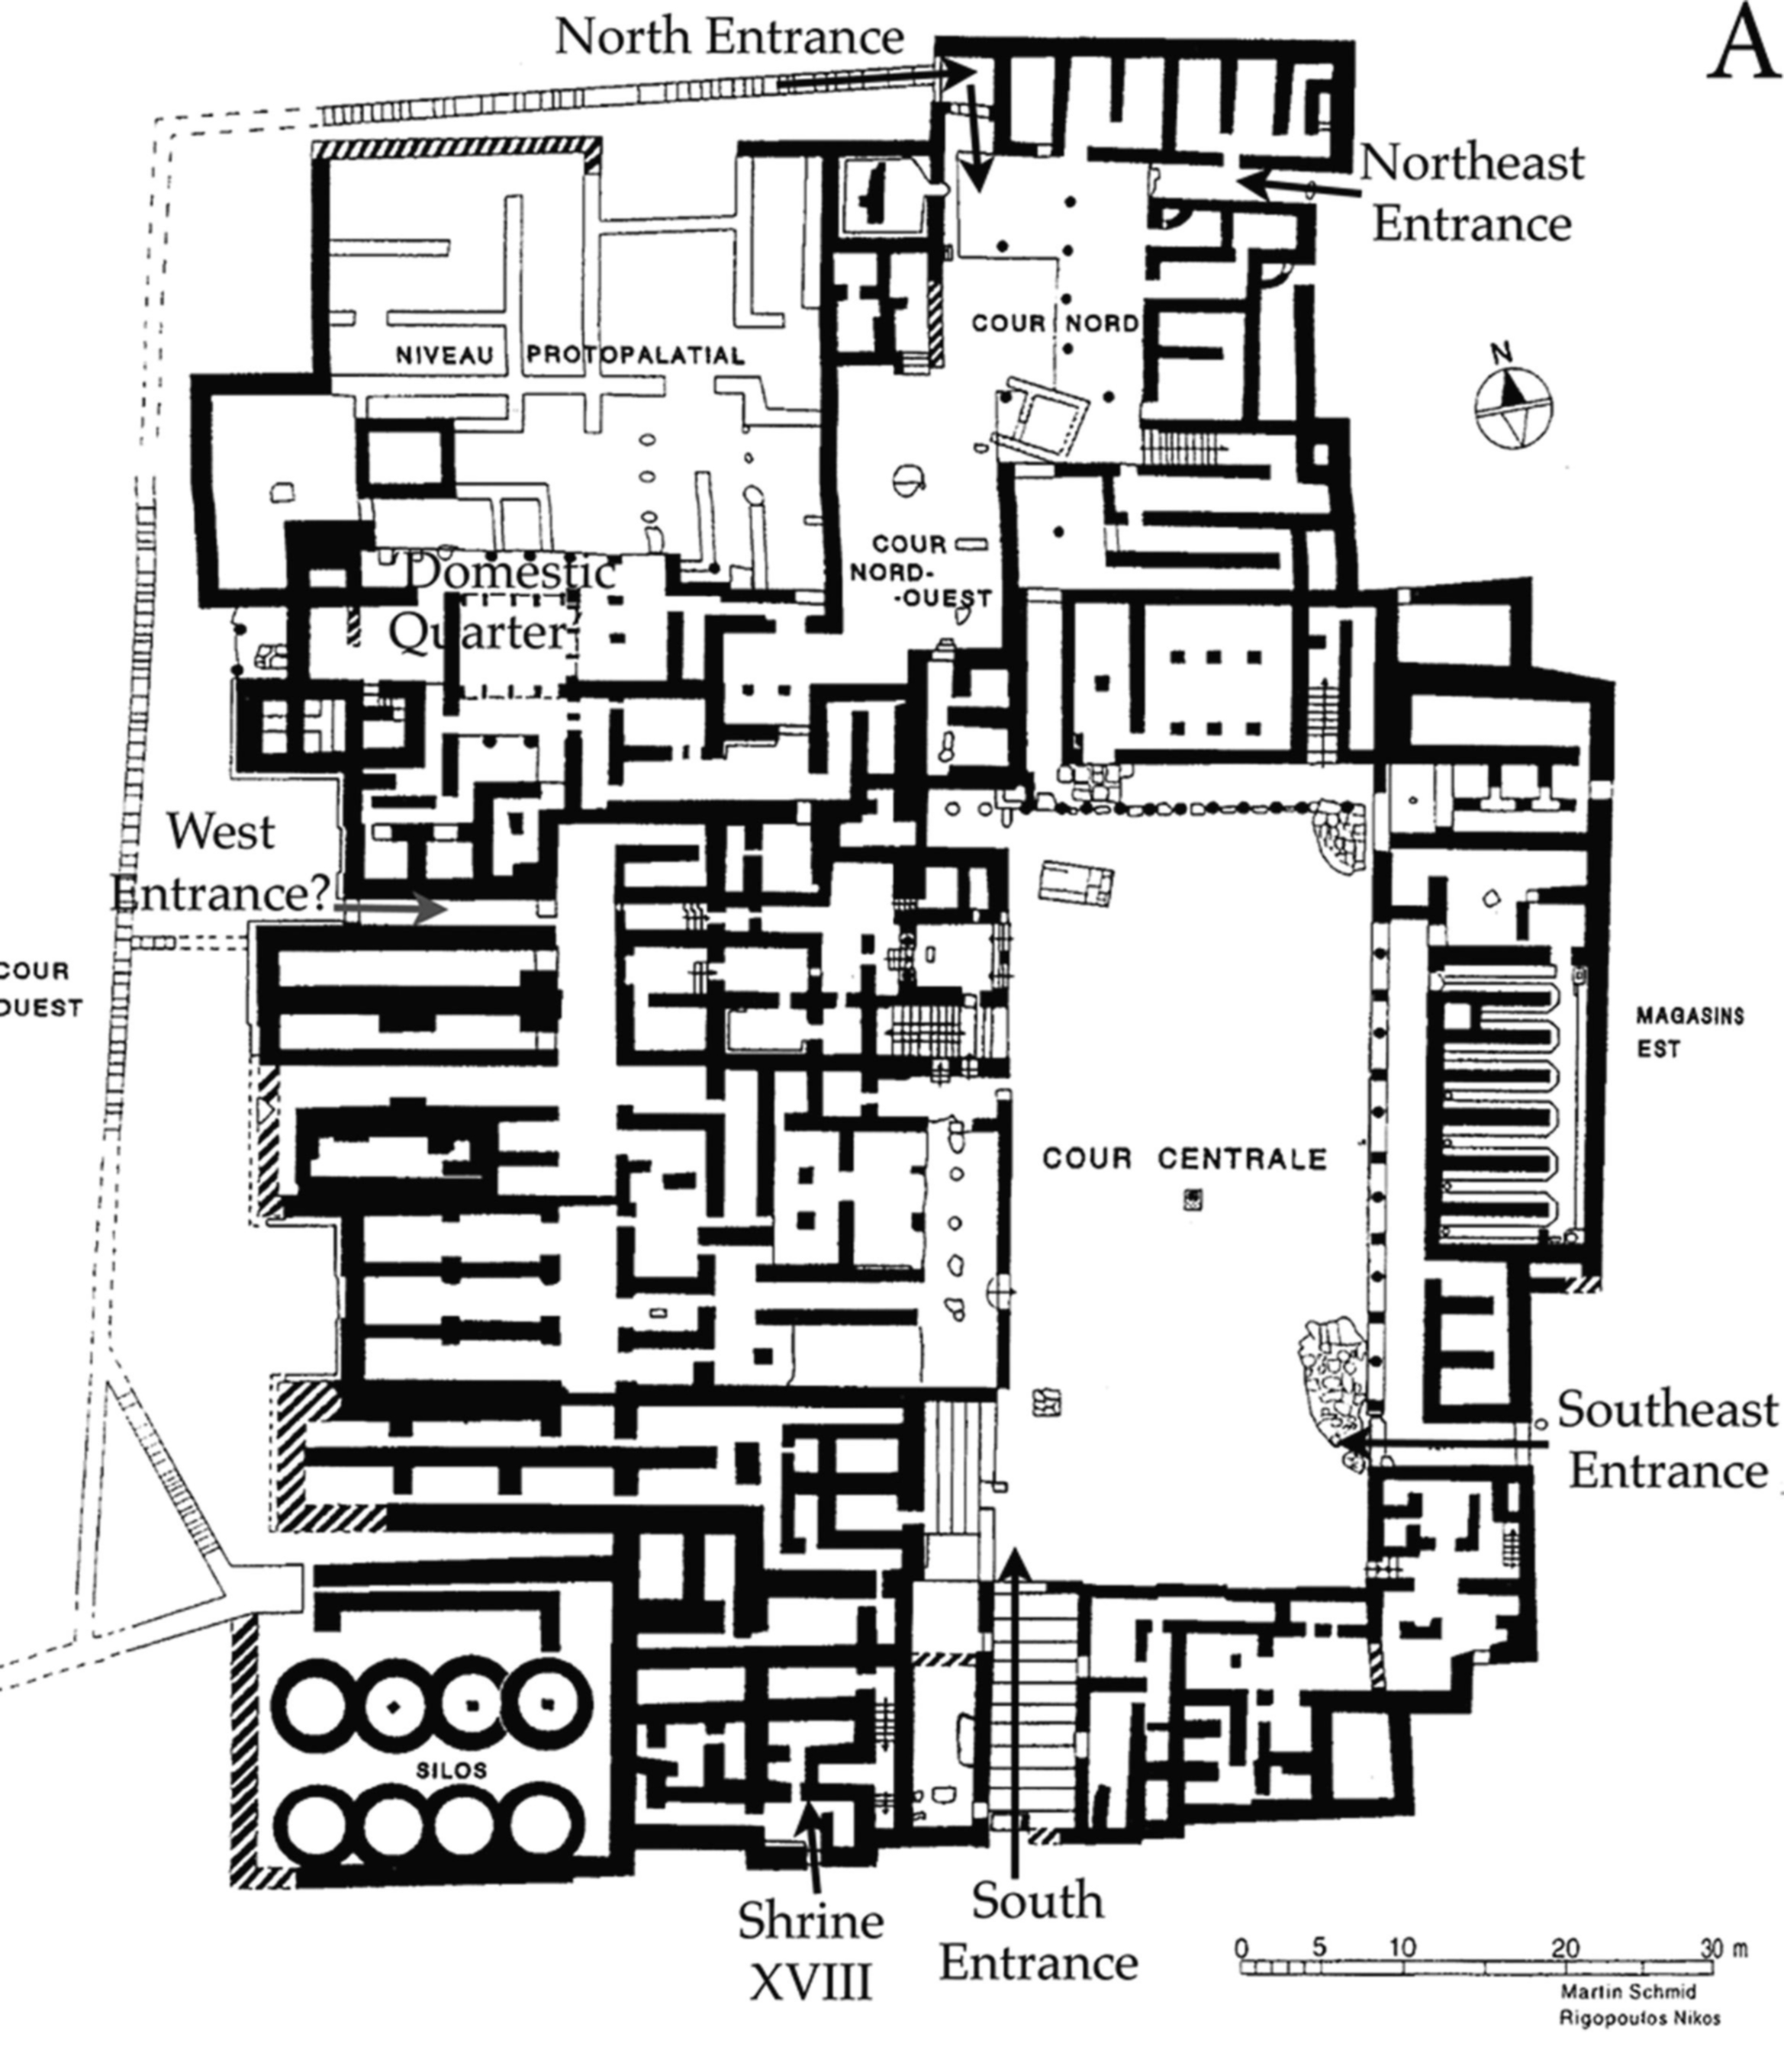 A
North Entrance
Northeast
Entrance
COUR NORD
N
NIVEAU PROTOPALATIAL
COUR
NORD-
-OUEST
'Domestic
Quarter'
West
Entrance?
COUR
OUEST
MAGASINS
EST
COUR CENTRALE
Southeast
Entrance
SILOS
Shrine
XVIII
South
Entrance
0 5 10 20 30 m
Martin Schmid
Rigopoulos Nikos